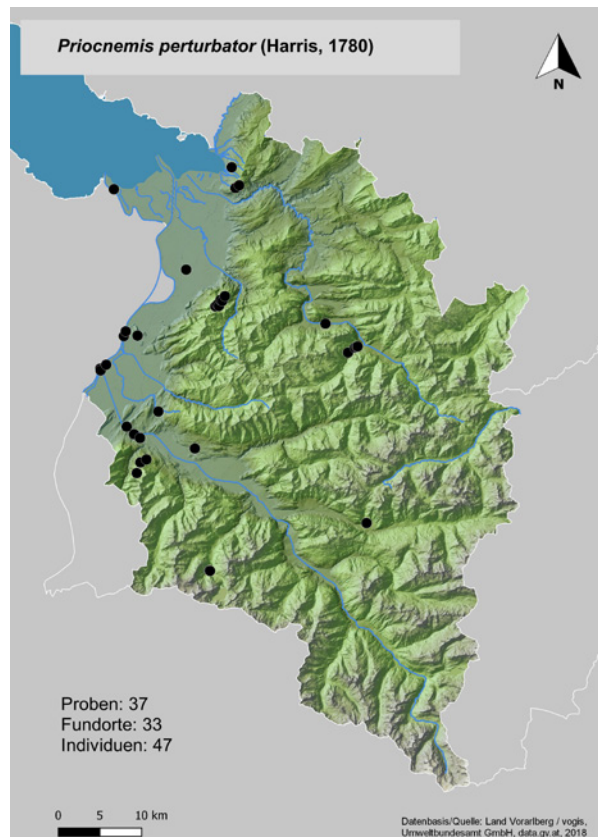 Priocnemis perturbator (Harris, 1780)
N
Proben: 37
Fundorte: 33
Individuen: 47
0 5 10 km
Datenbasis/Quelle: Land Vorarlberg / vogis,
Umweltbundesamt GmbH, data.gv.at, 2018